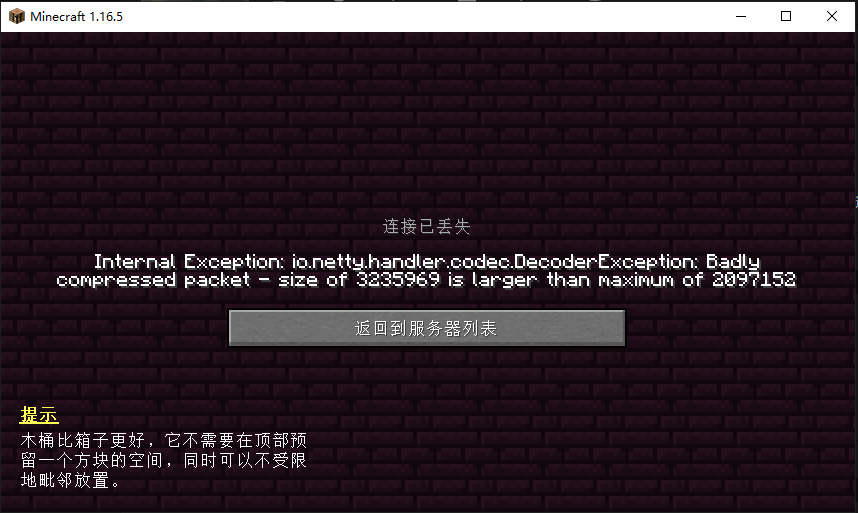 Minecraft 1.16.5
连接已丢失
Internal Exception: io.netty.handler.codec.DecoderException: Badly
compressed packet - size of 3235969 is larger than maximum of 2097152
返回到服务器列表
提示
木桶比箱子更好，它不需要在顶部预
留一个方块的空间，同时可以不受限
地毗邻放置。